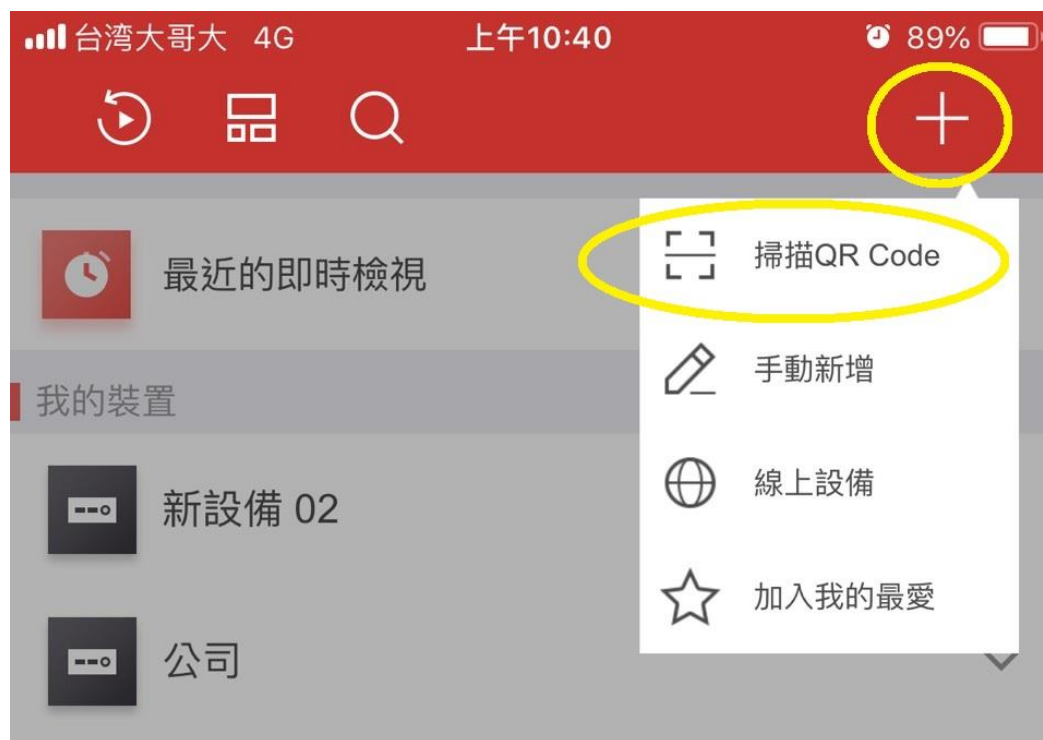 台湾大哥大 4G 上午10:40 89%
最近的即時檢視
掃描QR Code
手動新增
我的裝置
線上設備
新設備 02
加入我的最愛
公司